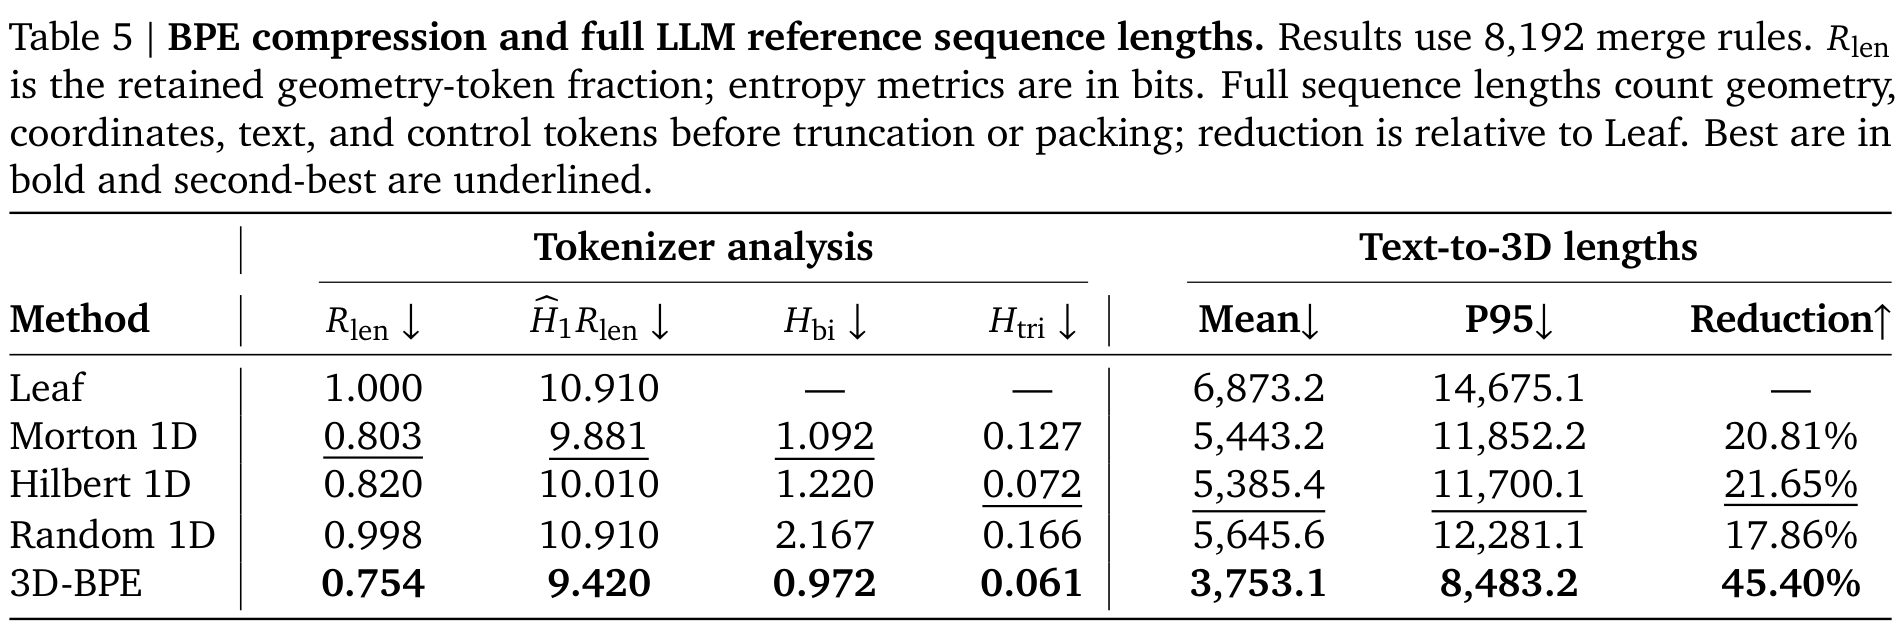 Table 5 | BPE compression and full LLM reference sequence lengths. Results use 8,192 merge rules. R_len
is the retained geometry-token fraction; entropy metrics are in bits. Full sequence lengths count geometry,
coordinates, text, and control tokens before truncation or packing; reduction is relative to Leaf. Best are in
bold and second-best are underlined.
Tokenizer analysis Text-to-3D lengths
Method R_len ↓ Ĥ_1R_len ↓ H_bi ↓ H_tri ↓ Mean↓ P95↓ Reduction↑
Leaf 1.000 10.910 — — 6,873.2 14,675.1 —
Morton 1D 0.803 9.881 1.092 0.127 5,443.2 11,852.2 20.81%
Hilbert 1D 0.820 10.010 1.220 0.072 5,385.4 11,700.1 21.65%
Random 1D 0.998 10.910 2.167 0.166 5,645.6 12,281.1 17.86%
3D-BPE 0.754 9.420 0.972 0.061 3,753.1 8,483.2 45.40%